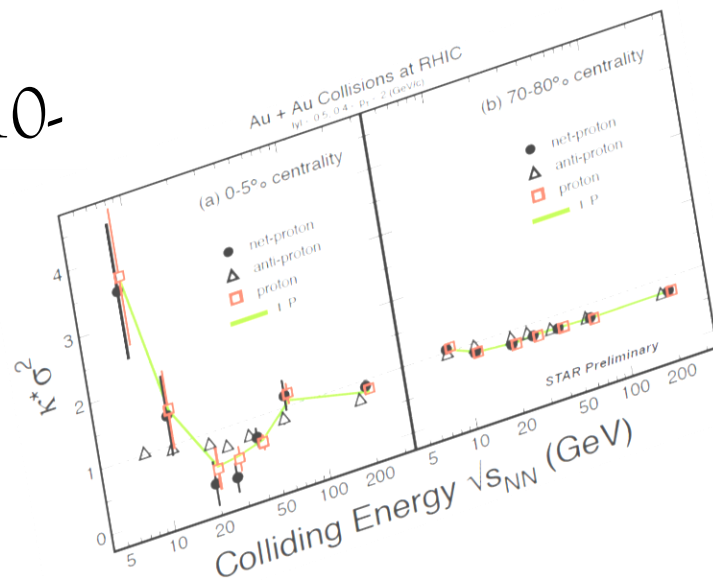 10-
Au + Au Collisions at RHIC
(a) 0-5% centrality
net-proton
anti-proton
proton
(b) 70-80% centrality
net-proton
anti-proton
proton
STAR Preliminary
κ*σ²
4
3
2
1
0
5 10 20 50 100 200
5 10 20 50 100 200
Colliding Energy √sNN (GeV)